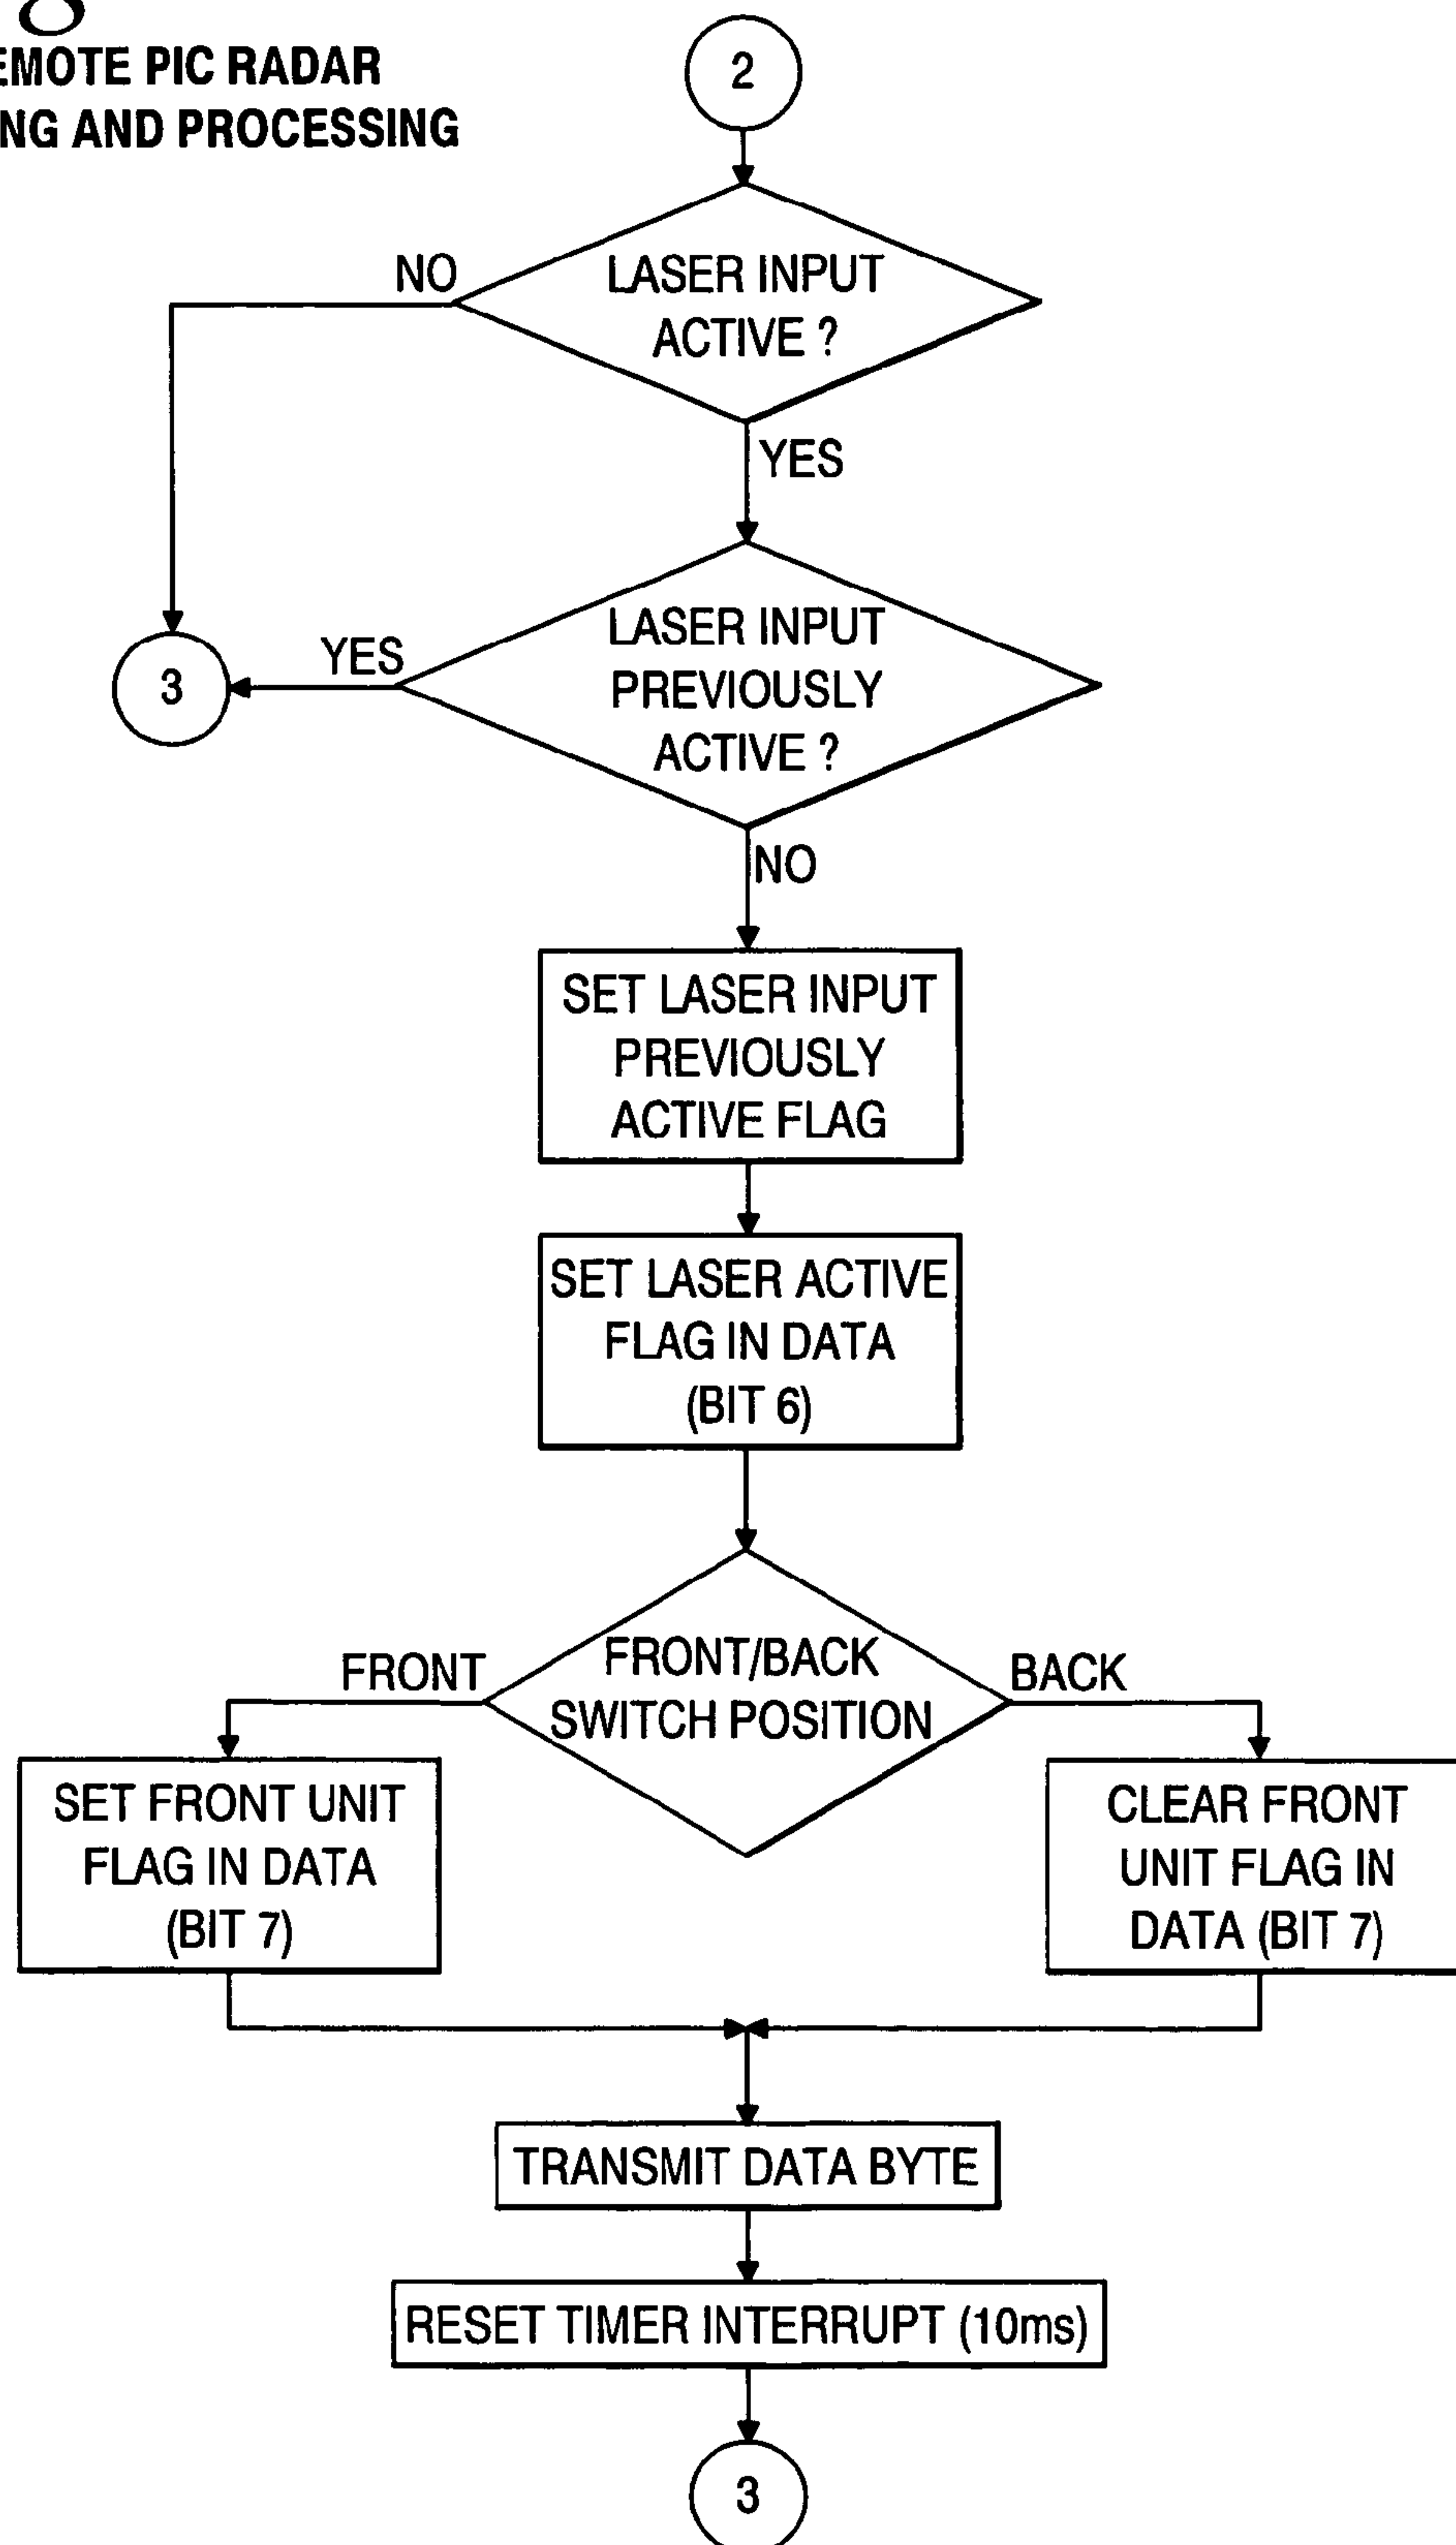 PIC RADAR
AND PROCESSING
2
LASER INPUT
ACTIVE ?
NO
YES
LASER INPUT
PREVIOUSLY
ACTIVE ?
YES
3
NO
SET LASER INPUT
PREVIOUSLY
ACTIVE FLAG
SET LASER ACTIVE
FLAG IN DATA
(BIT 6)
FRONT/BACK
SWITCH POSITION
FRONT
BACK
SET FRONT UNIT
FLAG IN DATA
(BIT 7)
CLEAR FRONT
UNIT FLAG IN
DATA (BIT 7)
TRANSMIT DATA BYTE
RESET TIMER INTERRUPT (10ms)
3